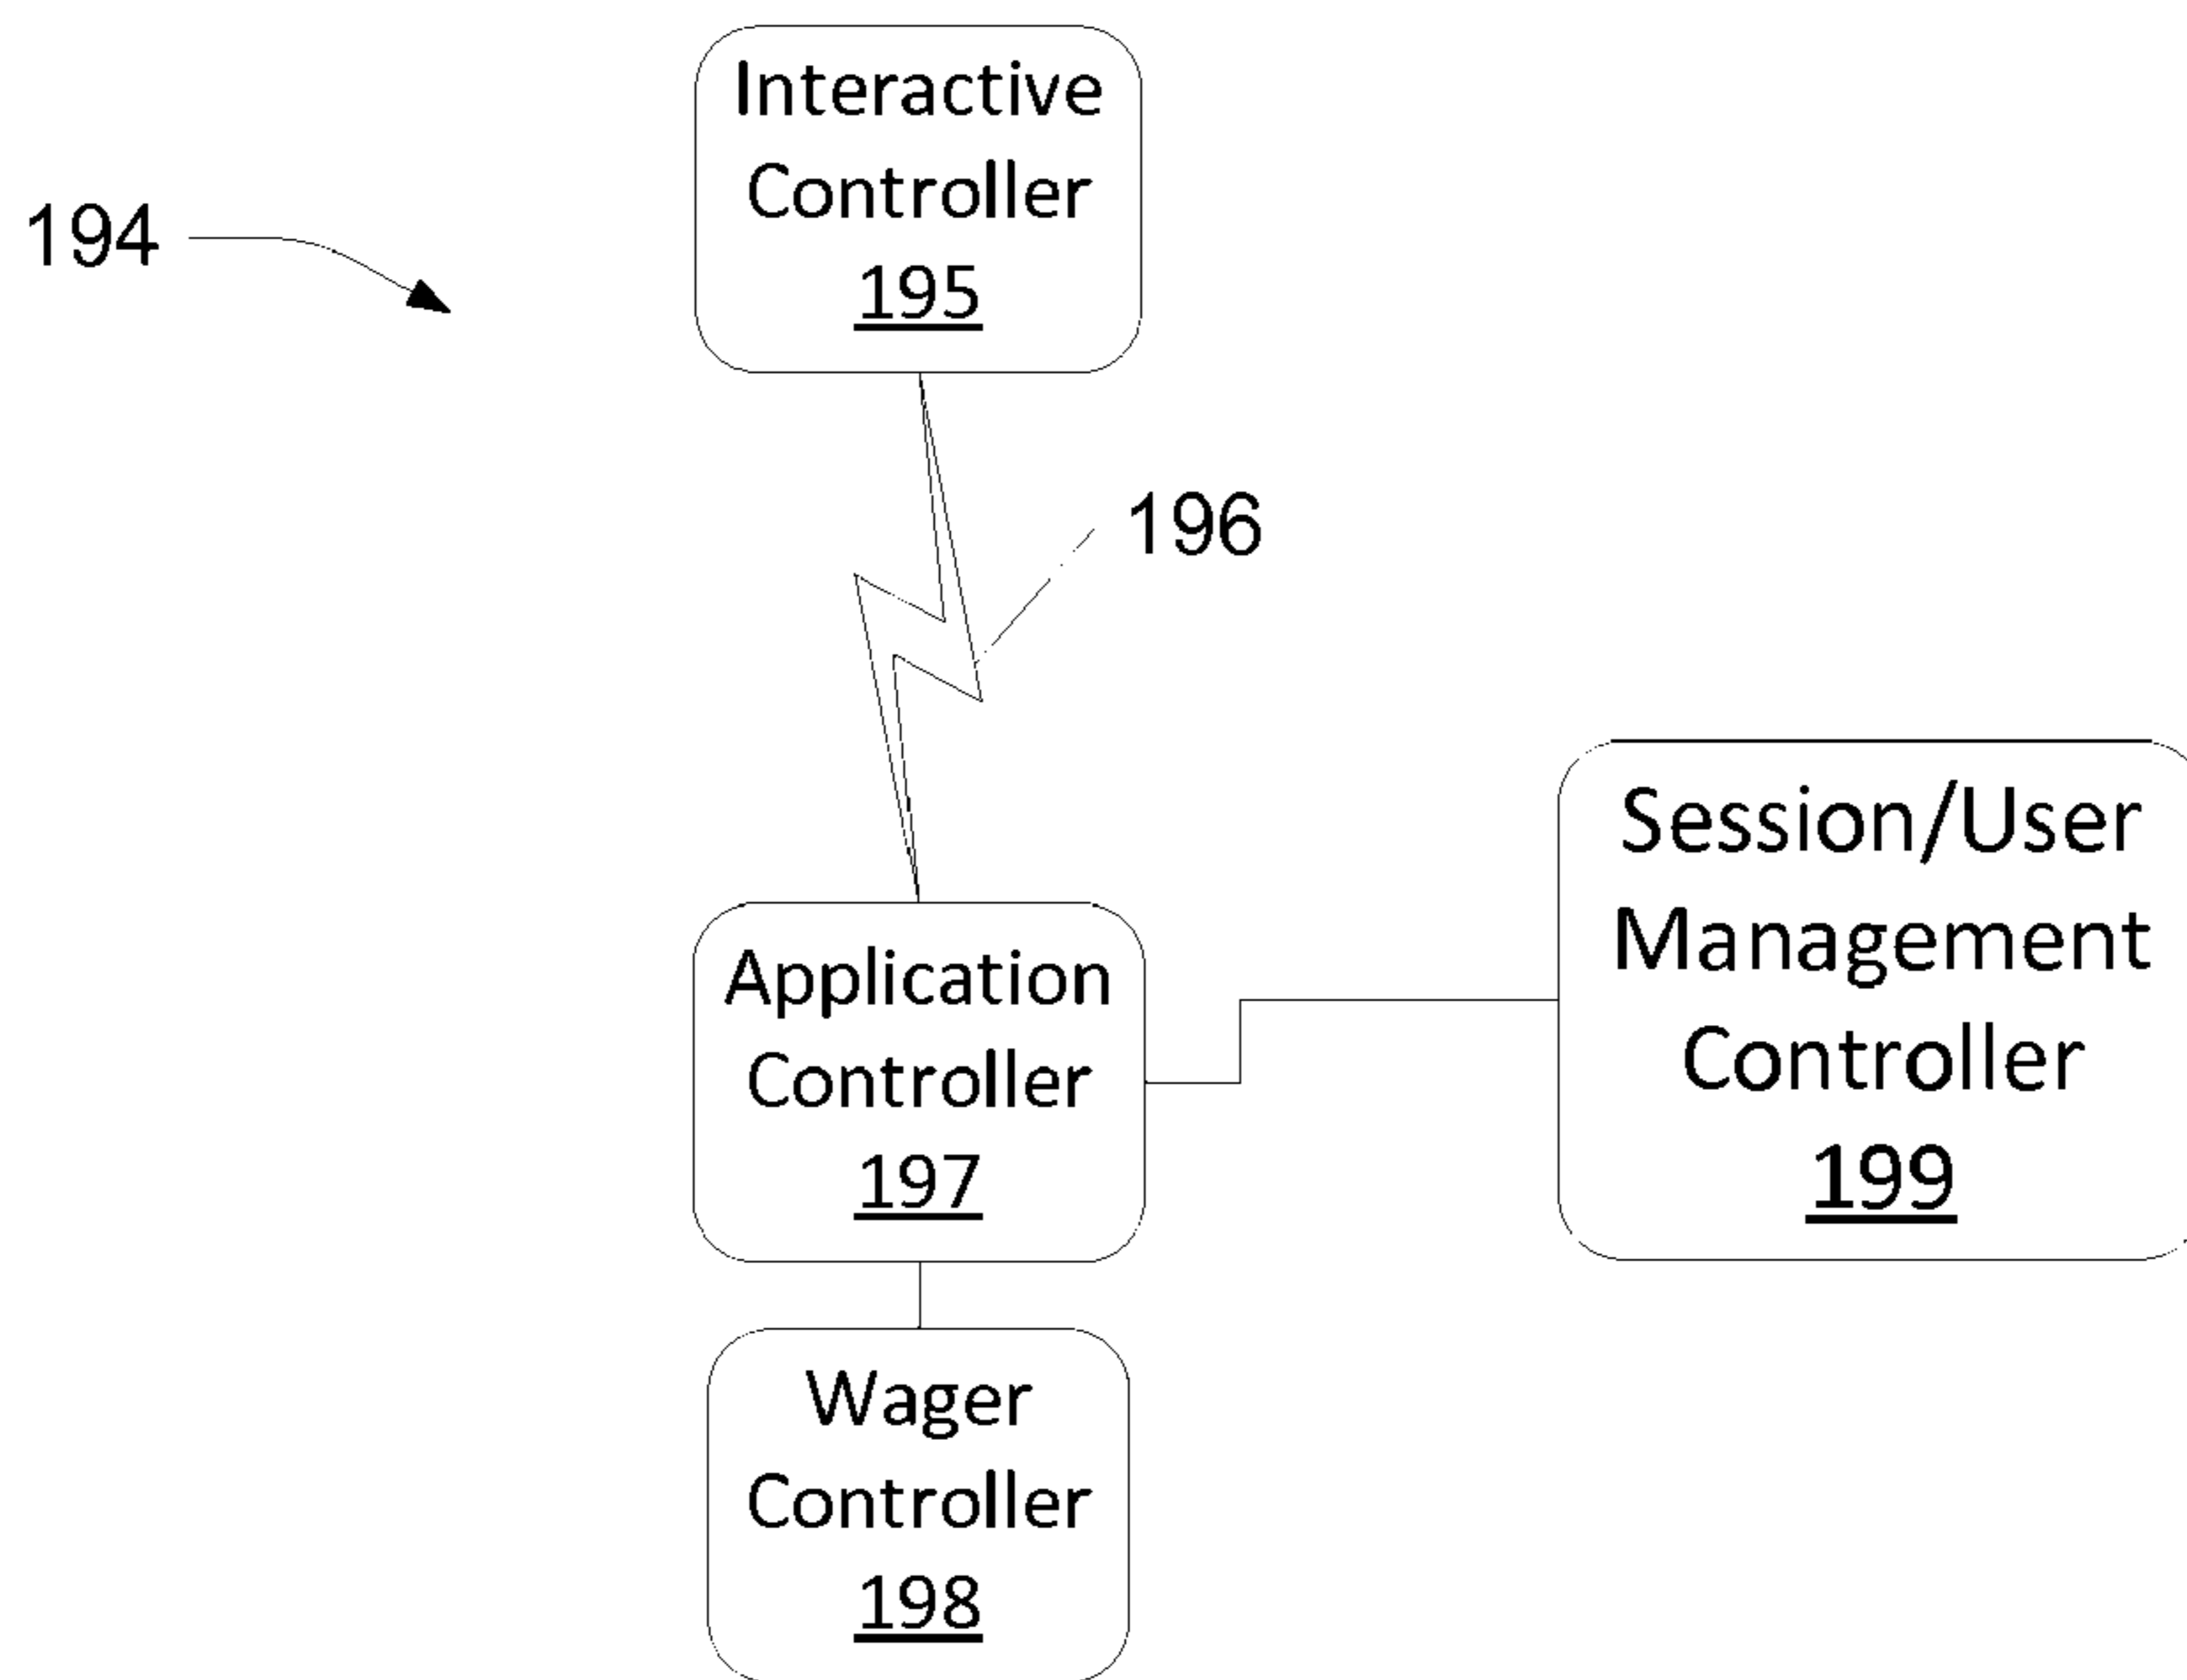 Interactive
Controller
195
194
196
Application
Controller
197
Session/User
Management
Controller
199
Wager
Controller
198